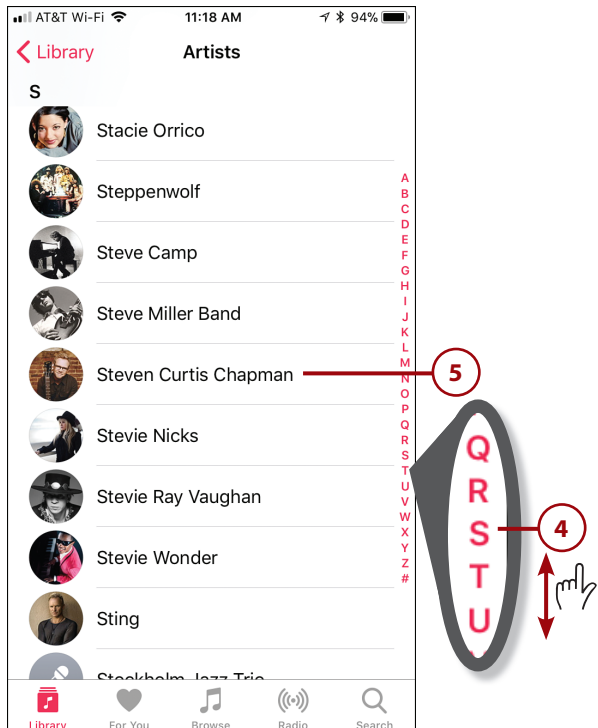 AT&T Wi-Fi 11:18 AM 94%
Library Artists
S
Stacie Orrico
Steppenwolf
Steve Camp
Steve Miller Band
Steven Curtis Chapman
Stevie Nicks
Stevie Ray Vaughan
Stevie Wonder
Sting
Stockholm Jazz Trio
A
B
C
D
E
F
G
H
I
J
K
L
M
N
O
P
Q
R
S
T
U
V
W
X
Y
Z
#
5
Q
R
S
T
U
4
Library For You Browse Radio Search